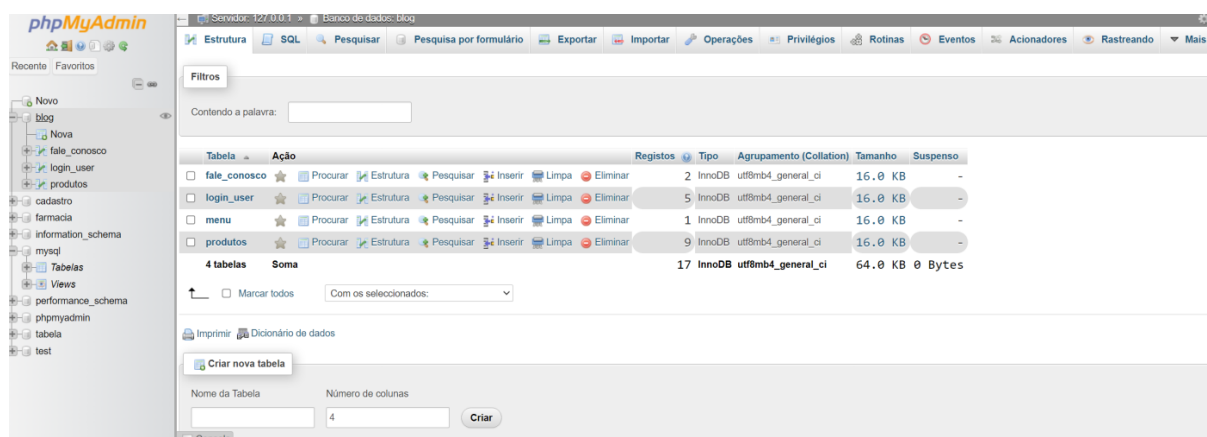 phpMyAdmin
Recente Favoritos
Novo
blog
Nova
fale_conosco
login_user
produtos
cadastro
farmacia
information_schema
mysql
Tabelas
Views
performance_schema
phpmyadmin
tabela
test
Servidor: 127.0.0.1 » Banco de dados: blog
Estrutura SQL Pesquisar Pesquisa por formulário Exportar Importar Operações Privilégios Rotinas Eventos Acionadores Rastreando Mais
Filtros
Contendo a palavra:
Tabela Ação Registos Tipo Agrupamento (Collation) Tamanho Suspenso
fale_conosco Procurar Estrutura Pesquisar Inserir Limpa Eliminar 2 InnoDB utf8mb4_general_ci 16.0 KB -
login_user Procurar Estrutura Pesquisar Inserir Limpa Eliminar 5 InnoDB utf8mb4_general_ci 16.0 KB -
menu Procurar Estrutura Pesquisar Inserir Limpa Eliminar 1 InnoDB utf8mb4_general_ci 16.0 KB -
produtos Procurar Estrutura Pesquisar Inserir Limpa Eliminar 9 InnoDB utf8mb4_general_ci 16.0 KB -
4 tabelas Soma 17 InnoDB utf8mb4_general_ci 64.0 KB 0 Bytes
Marcar todos Com os seleccionados:
Imprimir Dicionário de dados
Criar nova tabela
Nome da Tabela Número de colunas
4 Criar